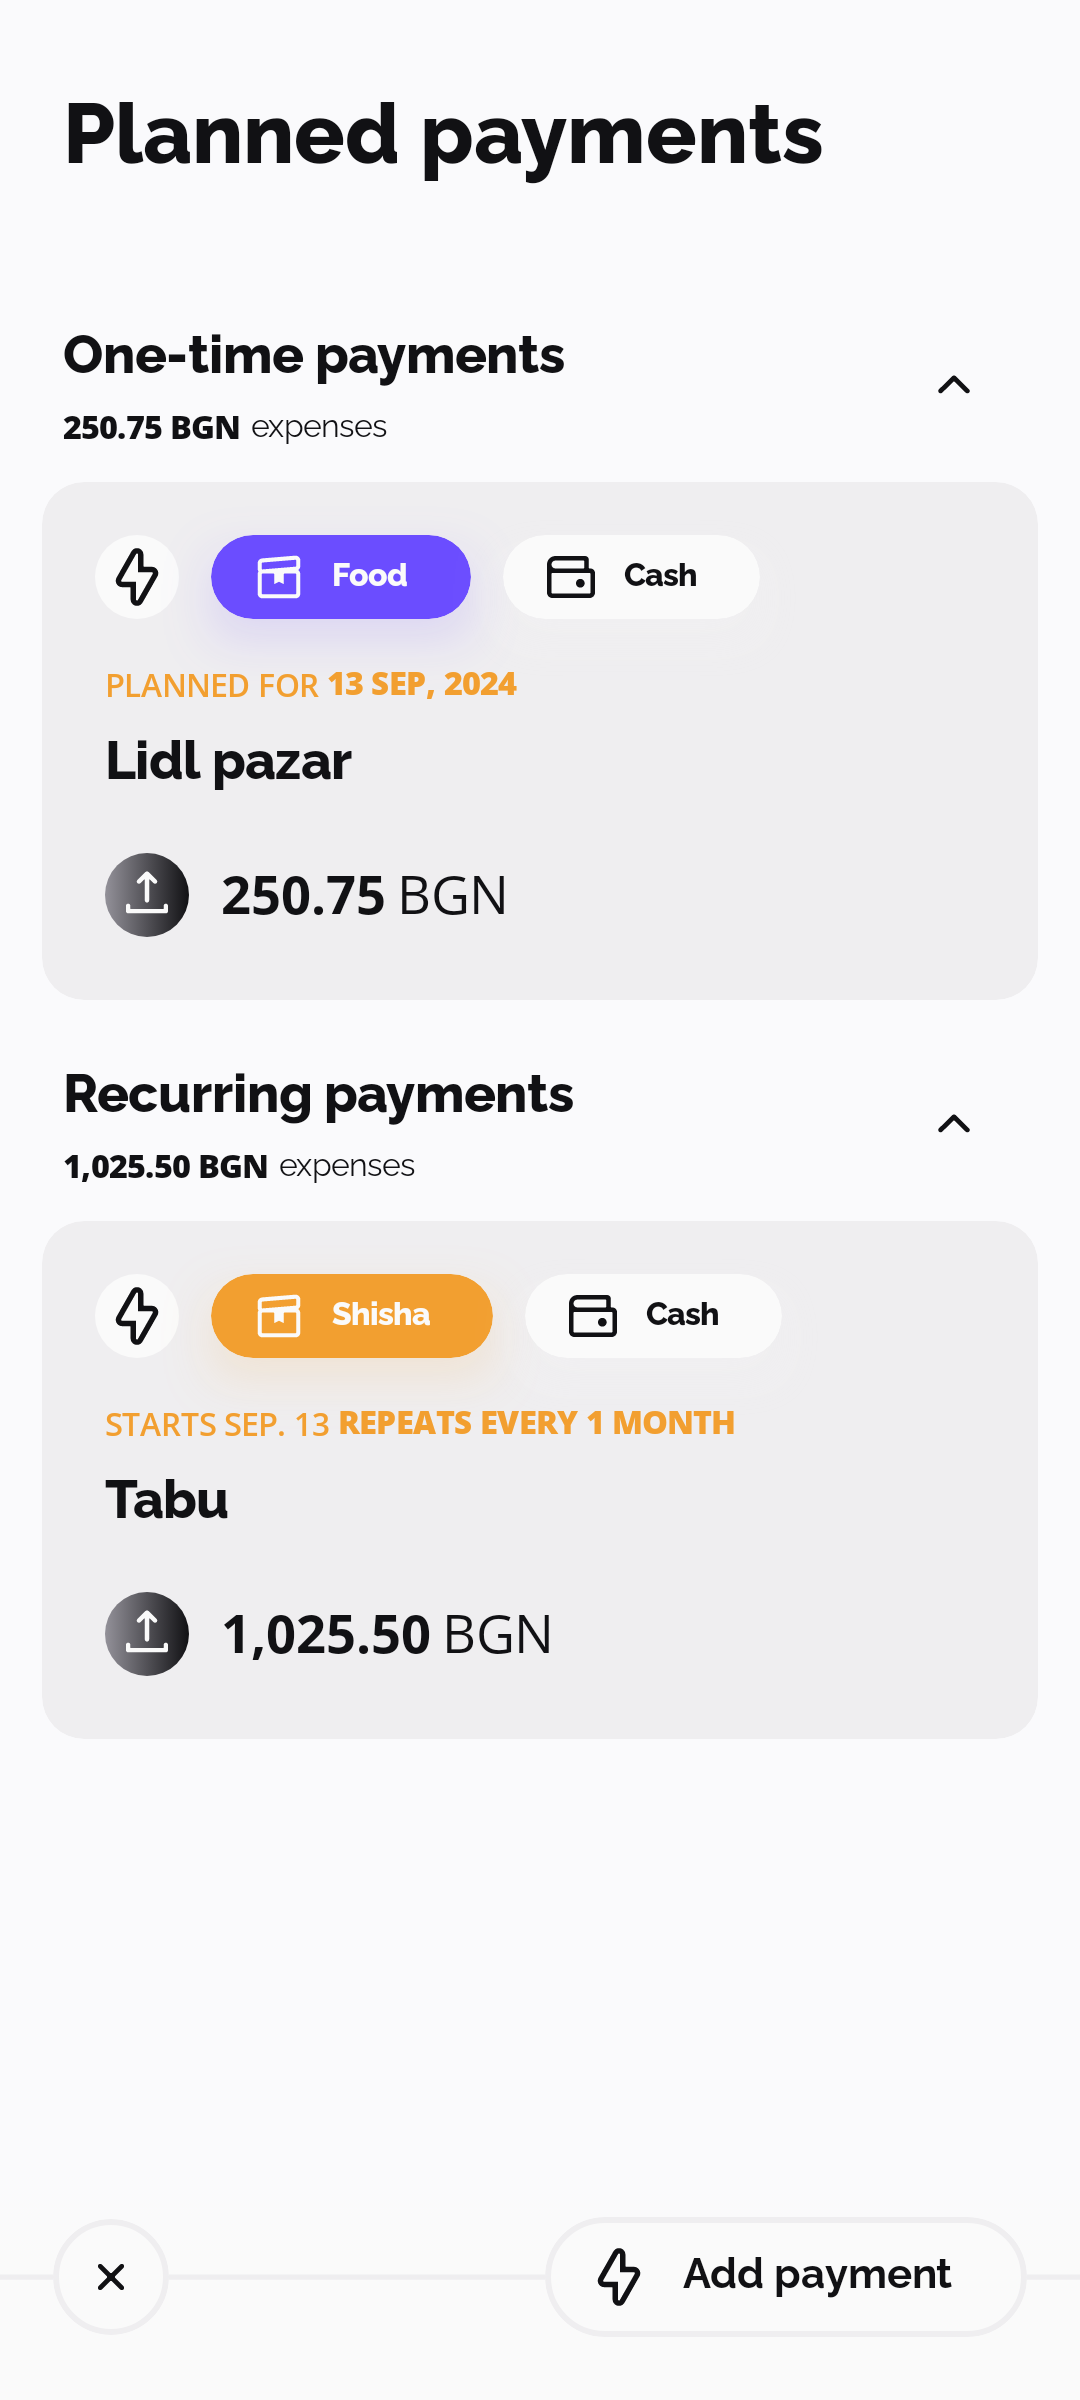 Planned payments
One-time payments
250.75 BGN expenses
Food
Cash
PLANNED FOR 13 SEP, 2024
Lidl pazar
250.75 BGN
Recurring payments
1,025.50 BGN expenses
Shisha
Cash
STARTS SEP. 13 REPEATS EVERY 1 MONTH
Tabu
1,025.50 BGN
Add payment